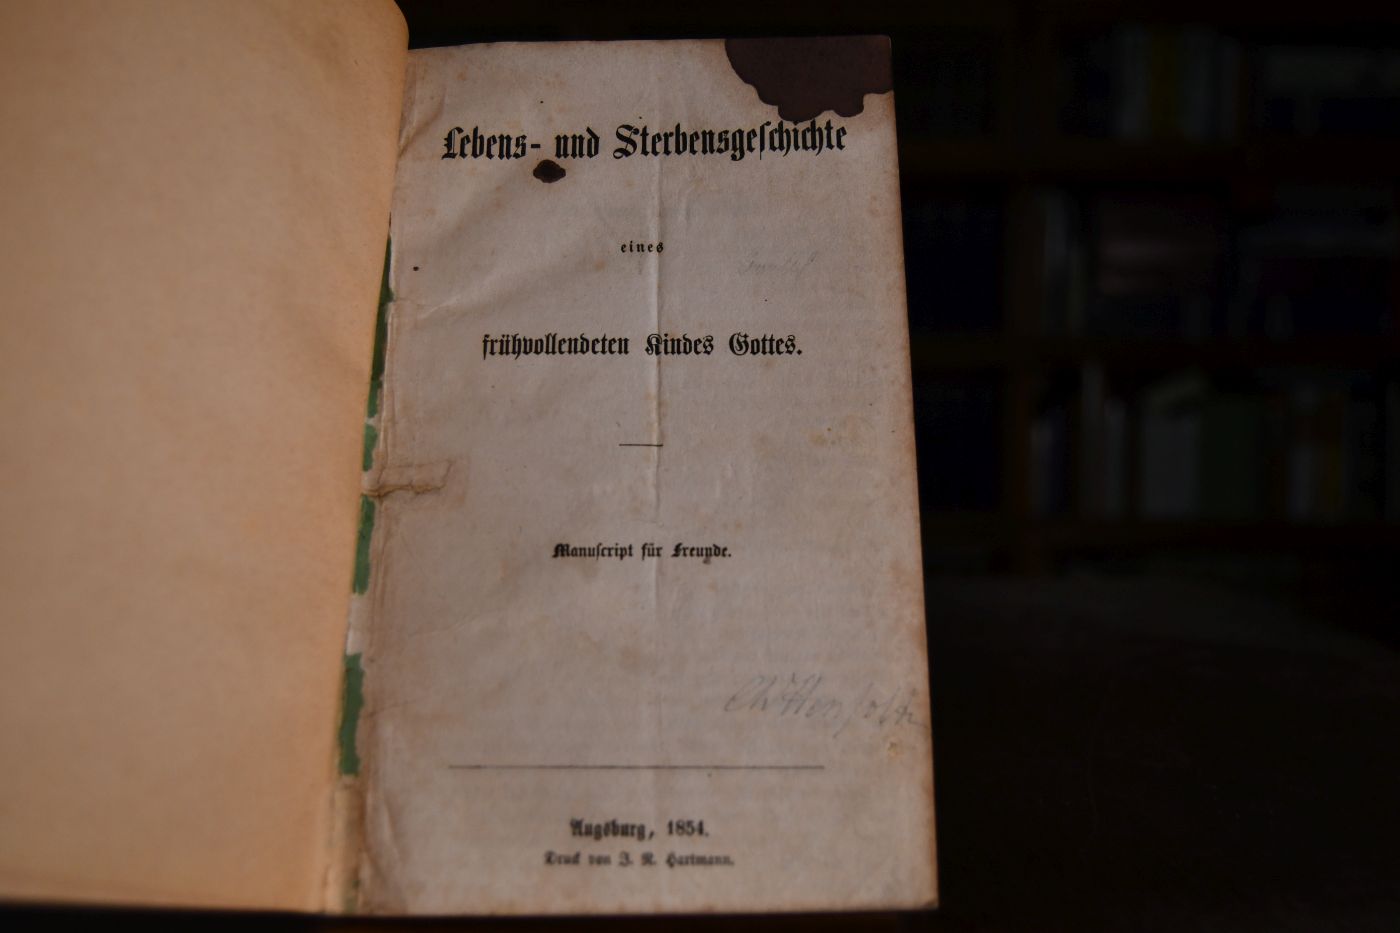 Lebens- und Sterbensgeſchichte
eines
frühvollendeten Kindes Gottes.
Manuſcript für Freunde.
Augsburg, 1854.
Druck von J. N. Hartmann.